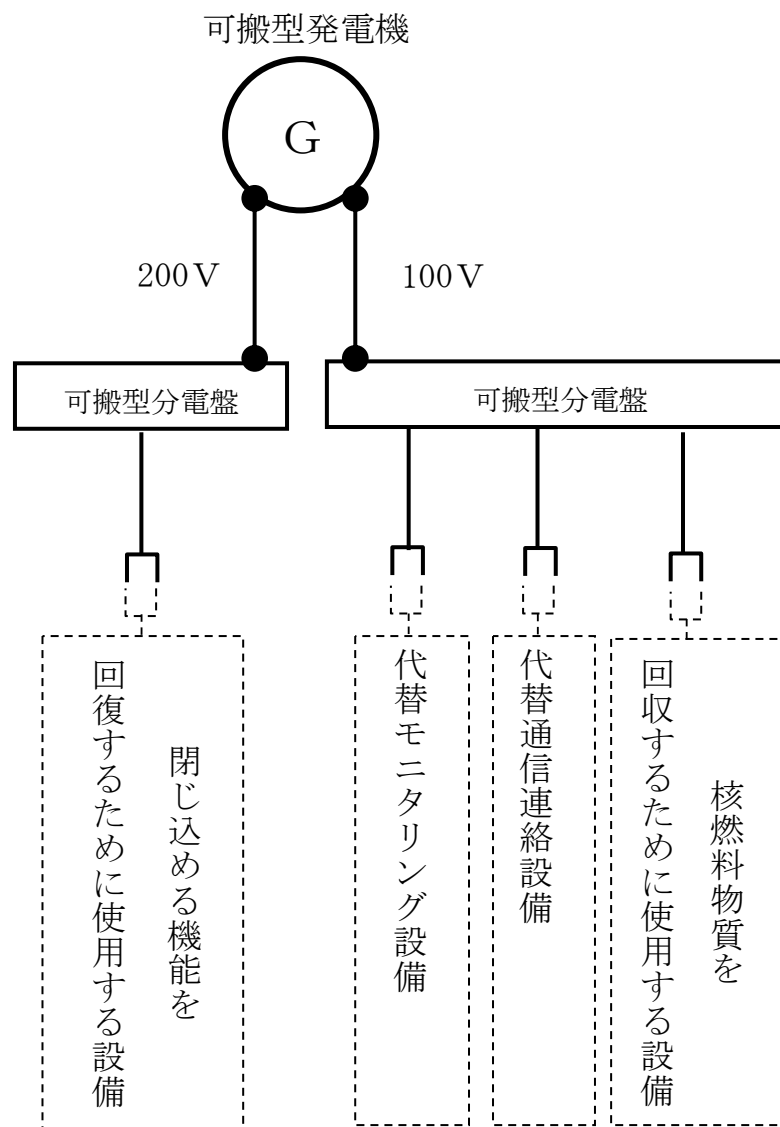 可搬型発電機
G
200V
100V
可搬型分電盤
可搬型分電盤
閉じ込める機能を
回復するために使用する設備
代替モニタリング設備
代替通信連絡設備
核燃料物質を
回収するために使用する設備